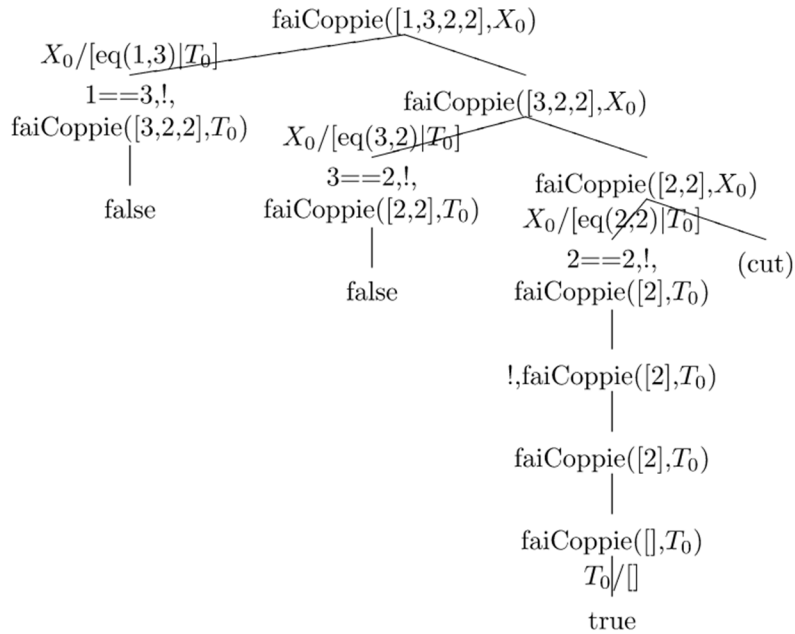 faiCoppie([1,3,2,2],X₀)
X₀/[eq(1,3)|T₀]
1==3,!,
faiCoppie([3,2,2],T₀)
false
faiCoppie([3,2,2],X₀)
X₀/[eq(3,2)|T₀]
3==2,!,
faiCoppie([2,2],T₀)
false
faiCoppie([2,2],X₀)
X₀/[eq(2,2)|T₀]
2==2,!,
faiCoppie([2],T₀)
(cut)
!,faiCoppie([2],T₀)
faiCoppie([2],T₀)
faiCoppie([],T₀)
T₀/[]
true